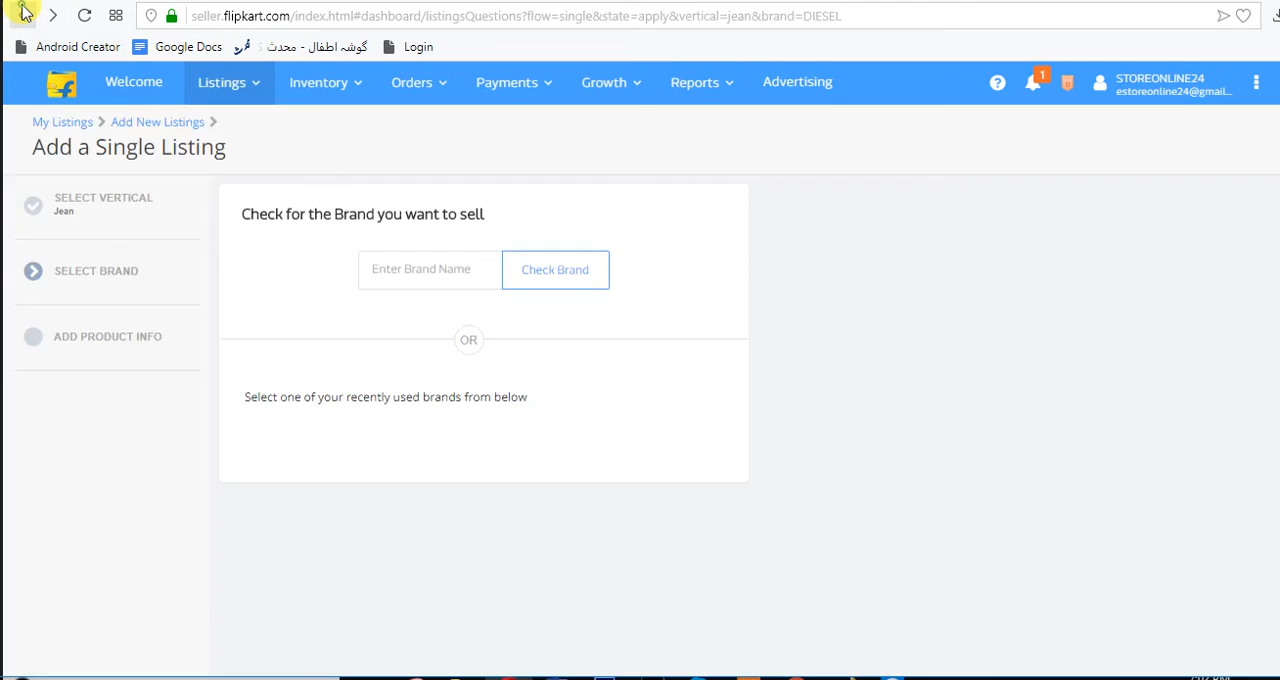 seller.flipkart.com/index.html#dashboard/listingsQuestions?flow=single&state=apply&vertical=jean&brand=DIESEL
Android Creator Google Docs گوشہ اطفال - محدث Login
Welcome Listings Inventory Orders Payments Growth Reports Advertising 1 STOREONLINE24
estoreonline24@gmail...
My Listings Add New Listings
Add a Single Listing
SELECT VERTICAL
Jean
SELECT BRAND
ADD PRODUCT INFO
Check for the Brand you want to sell
Enter Brand Name Check Brand
OR
Select one of your recently used brands from below